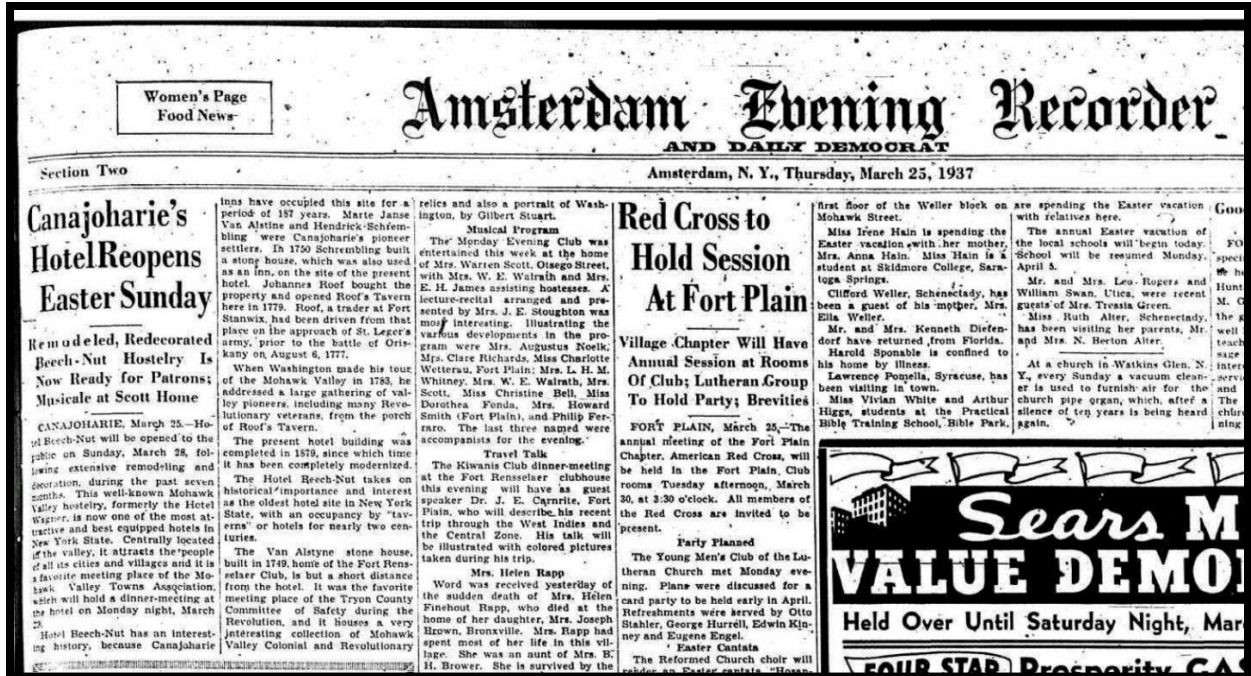 Women's Page
Food News
Amsterdam Evening Recorder
AND DAILY DEMOCRAT
Section Two
Amsterdam, N. Y., Thursday, March 25, 1937
Canajoharie's
Hotel Reopens
Easter Sunday
Remodeled, Redecorated
Beech-Nut Hostelry Is
Now Ready for Patrons;
Musicale at Scott Home
CANAJOHARIE, March 25.—Ho-
tel Beech-Nut will be opened to the
public on Sunday, March 28, fol-
lowing extensive remodeling and
decoration, during the past seven
months. This well-known Mohawk
Valley hostelry, formerly the Hotel
Wagner, is now one of the most at-
tractive and best equipped hotels in
New York State. Centrally located
in the valley, it attracts the people
of all its cities and villages and it is
a favorite meeting place of the Mo-
hawk Valley Towns Association,
which will hold a dinner-meeting at
the hotel on Monday night, March
29.
Hotel Beech-Nut has an interest-
ing history, because Canajoharie
inns have occupied this site for a
period of 187 years. Marte Janse
Van Alstine and Hendrick Schrem-
bling were Canajoharie's pioneer
settlers. In 1750 Schrembling built
a stone house, which was also used
as an inn, on the site of the present
hotel. Johannes Roof bought the
property and opened Roof's Tavern
here in 1779. Roof, a trader at Fort
Stanwix, had been driven from that
place on the approach of St. Leger's
army, prior to the battle of Oris-
kany on August 6, 1777.
When Washington made his tour
of the Mohawk Valley in 1783, he
addressed a large gathering of val-
ley pioneers, including many Revo-
lutionary veterans, from the porch
of Roof's Tavern.
The present hotel building was
completed in 1879, since which time
it has been completely modernized.
The Hotel Beech-Nut takes on
historical importance and interest
as the oldest hotel site in New York
State, with an occupancy by "tav-
erns" or hotels for nearly two cen-
turies.
The Van Alstyne stone house,
built in 1749, home of the Fort Rens-
selaer Club, is but a short distance
from the hotel. It was the favorite
meeting place of the Tryon County
Committee of Safety during the
Revolution, and it houses a very
interesting collection of Mohawk
Valley Colonial and Revolutionary
relics and also a portrait of Wash-
ington, by Gilbert Stuart.
Musical Program
The Monday Evening Club was
entertained this week at the home
of Mrs. Warren Scott, Otsego Street,
with Mrs. W. E. Walrath and Mrs.
E. H. James assisting hostesses. A
lecture-recital arranged and pre-
sented by Mrs. J. E. Stoughton was
most interesting. Illustrating the
various developments in the pro-
gram were Mrs. Augustus Noelk,
Mrs. Clare Richards, Miss Charlotte
Wetterau, Fort Plain; Mrs. L. H. M.
Whitney, Mrs. W. E. Walrath, Mrs.
Scott, Miss Christine Bell, Miss
Dorothea Fonda, Mrs. Howard
Smith (Fort Plain), and Philip Fer-
raro. The last three named were
accompanists for the evening.
Travel Talk
The Kiwanis Club dinner-meeting
at the Fort Rensselaer clubhouse
this evening will have as guest
speaker Dr. J. E. Carnrite, Fort
Plain, who will describe his recent
trip through the West Indies and
the Central Zone. His talk will
be illustrated with colored pictures
taken during his trip.
Mrs. Helen Rapp
Word was received yesterday of
the sudden death of Mrs. Helen
Finehout Rapp, who died at the
home of her daughter, Mrs. Joseph
Brown, Bronxville. Mrs. Rapp had
spent most of her life in this vil-
lage. She was an aunt of Mrs. B.
H. Brower. She is survived by the
Red Cross to
Hold Session
At Fort Plain
Village Chapter Will Have
Annual Session at Rooms
Of Club; Lutheran Group
To Hold Party; Brevities
FORT PLAIN, March 25,—The
annual meeting of the Fort Plain
Chapter, American Red Cross, will
be held in the Fort Plain Club
rooms Tuesday afternoon, March
30, at 3:30 o'clock. All members of
the Red Cross are invited to be
present.
Party Planned
The Young Men's Club of the Lu-
theran Church met Monday eve-
ning. Plans were discussed for a
card party to be held early in April.
Refreshments were served by Otto
Stahler, George Hurrell, Edwin Kin-
ney and Eugene Engel.
Easter Cantata
The Reformed Church choir will
render an Easter cantata, "Hosan-
first floor of the Weller block on
Mohawk Street.
Miss Irene Hain is spending the
Easter vacation with her mother,
Mrs. Anna Hain. Miss Hain is a
student at Skidmore College, Sara-
toga Springs.
Clifford Weller, Schenectady, has
been a guest of his mother, Mrs.
Ella Weller.
Mr. and Mrs. Kenneth Diefen-
dorf have returned from Florida.
Harold Sponable is confined to
his home by illness.
Lawrence Pomella, Syracuse, has
been visiting in town.
Miss Vivian White and Arthur
Higgs, students at the Practical
Bible Training School, Bible Park,
are spending the Easter vacation
with relatives here.
The annual Easter vacation of
the local schools will begin today.
School will be resumed Monday,
April 5.
Mr. and Mrs. Leo Rogers and
William Swan, Utica, were recent
guests of Mrs. Tressia Green.
Miss Ruth Alter, Schenectady,
has been visiting her parents, Mr.
and Mrs. N. Berton Alter.
At a church in Watkins Glen, N.
Y., every Sunday a vacuum clean-
er is used to furnish air for the
church pipe organ, which, after a
silence of ten years is being heard
again.
Goo
FO
speci
he h
Hunt
M. G
the g
well
teach
sage
inter
servi
and
The
chur
ning
Sears M
VALUE DEMO
Held Over Until Saturday Night, Mar
FOUR STAR Prosperity GA